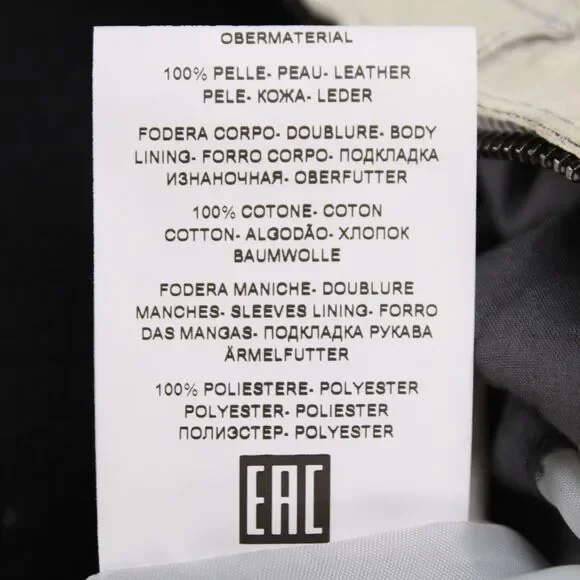 OBERMATERIAL
100% PELLE- PEAU- LEATHER
PELE- КОЖА- LEDER
FODERA CORPO- DOUBLURE- BODY
LINING- FORRO CORPO- ПОДКЛАДКА
ИЗНАНОЧНАЯ- OBERFUTTER
100% COTONE- COTON
COTTON- ALGODÃO- ХЛОПОК
BAUMWOLLE
FODERA MANICHE- DOUBLURE
MANCHES- SLEEVES LINING- FORRO
DAS MANGAS- ПОДКЛАДКА РУКАВА
ÄRMELFUTTER
100% POLIESTERE- POLYESTER
POLYESTER- POLIESTER
ПОЛИЭСТЕР- POLYESTER
EAC